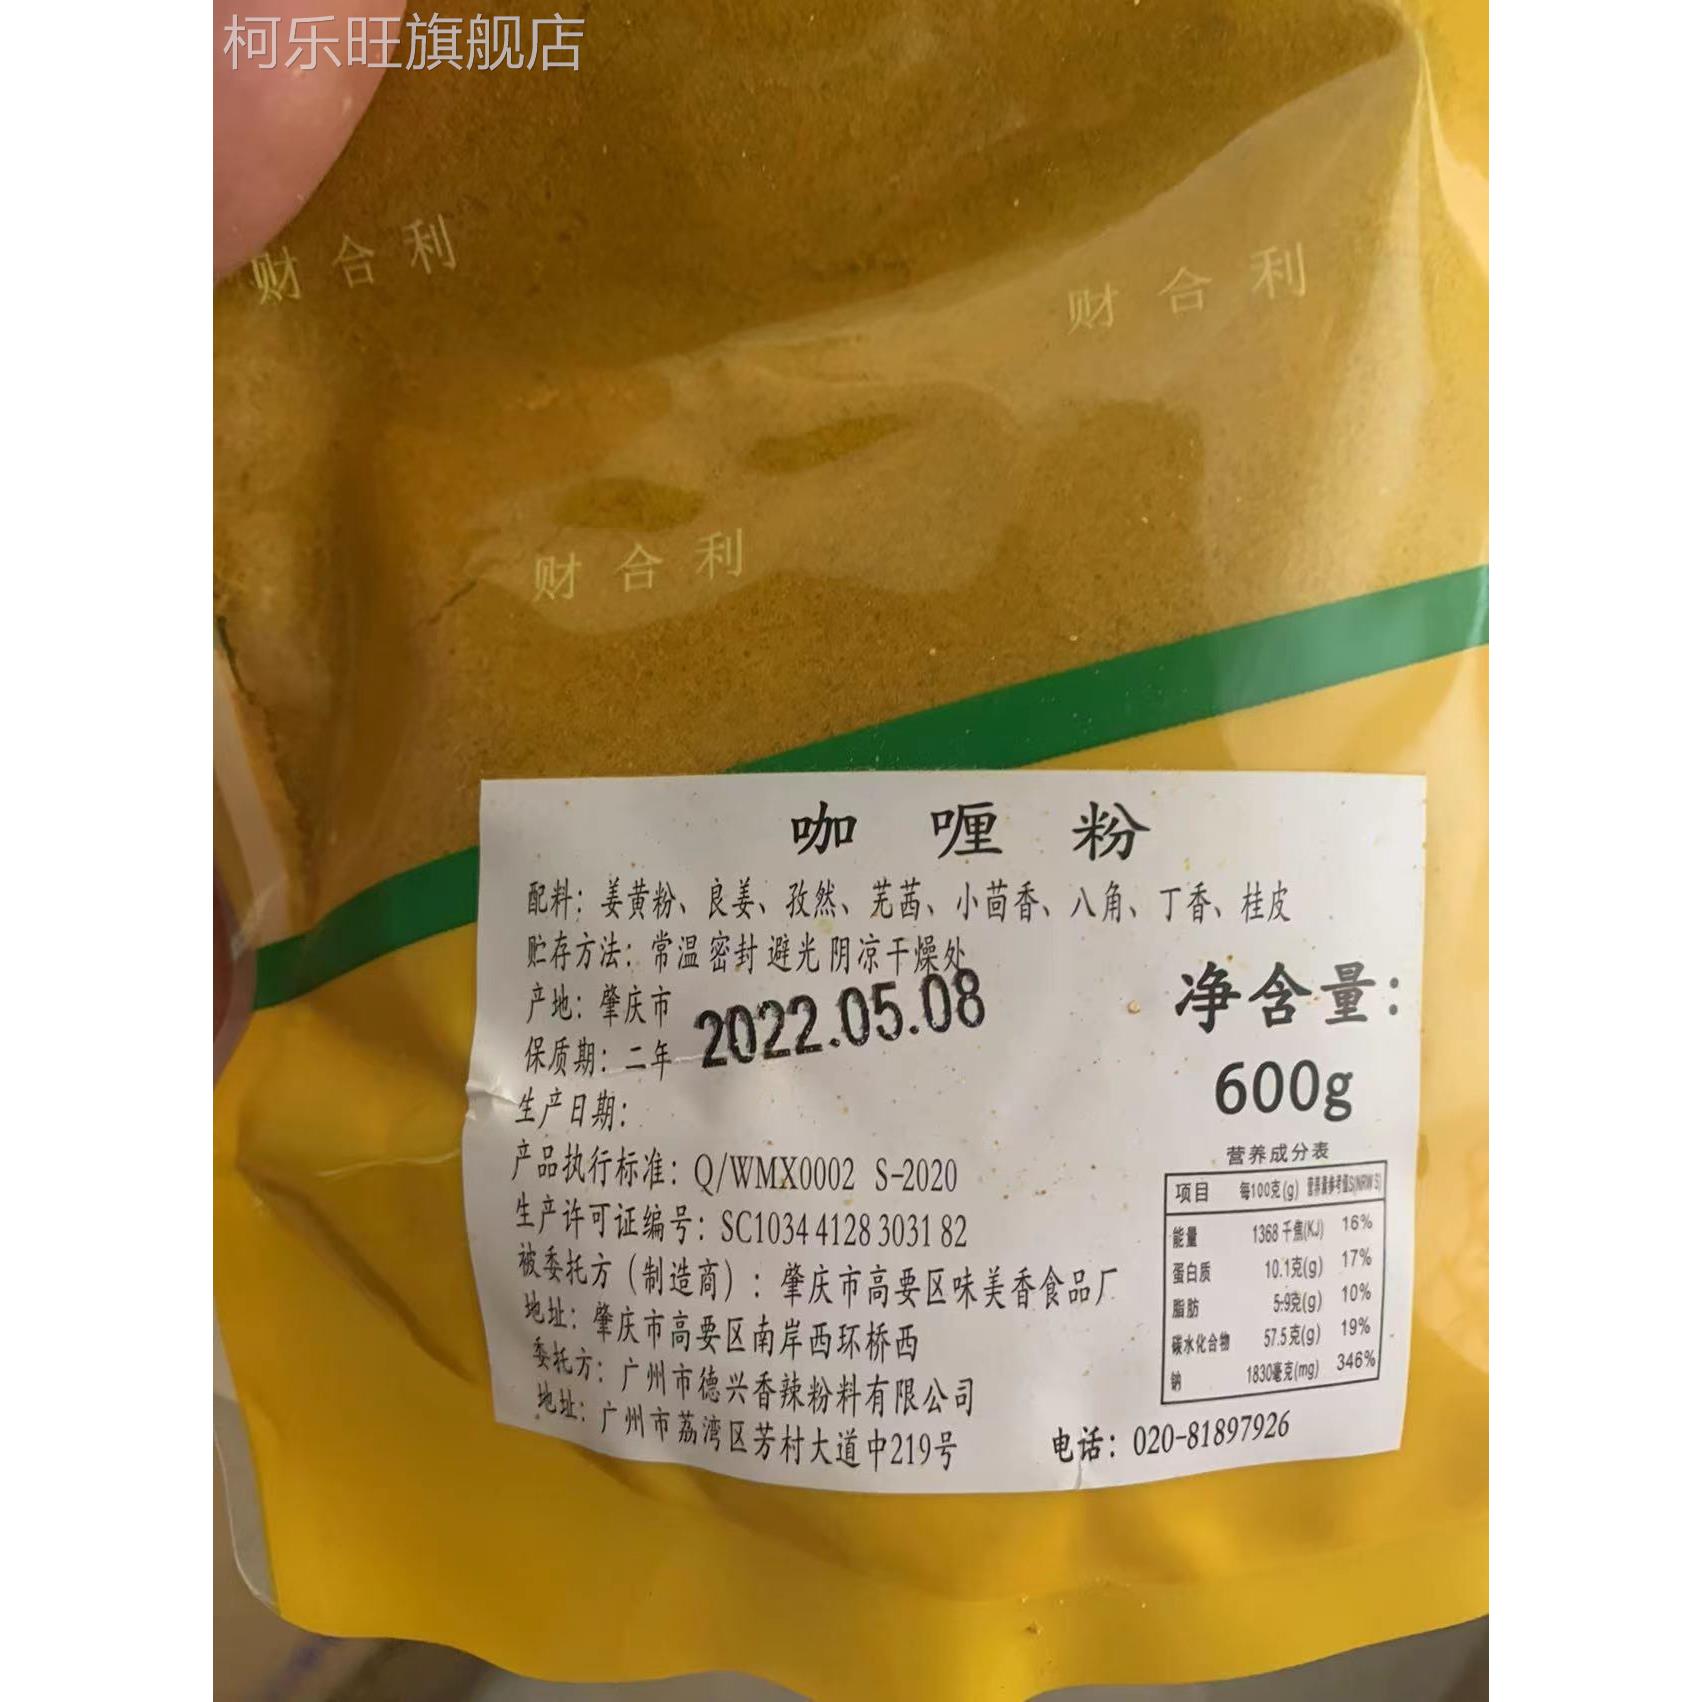 柯乐旺旗舰店
财合利
财合利
财合利
咖喱粉
配料：姜黄粉、良姜、孜然、芫茜、小茴香、八角、丁香、桂皮
贮存方法：常温 密封 避光 阴凉干燥处
产地：肇庆市
2022.05.08
保质期：二年
生产日期：
净含量：
600g
产品执行标准：Q/WMX0002 S-2020
生产许可证编号：SC1034 4128 3031 82
被委托方（制造商）：肇庆市高要区味美香食品厂
地址：肇庆市高要区南岸西环桥西
委托方：广州市德兴香辣粉料有限公司
地址：广州市荔湾区芳村大道中219号
电话：020-81897926
营养成分表
项目 每100克(g) 营养素参考值
能量 1368 千焦(KJ) 16%
蛋白质 10.1克(g) 17%
脂肪 5.9克(g) 10%
碳水化合物 57.5克(g) 19%
钠 1830毫克(mg) 346%